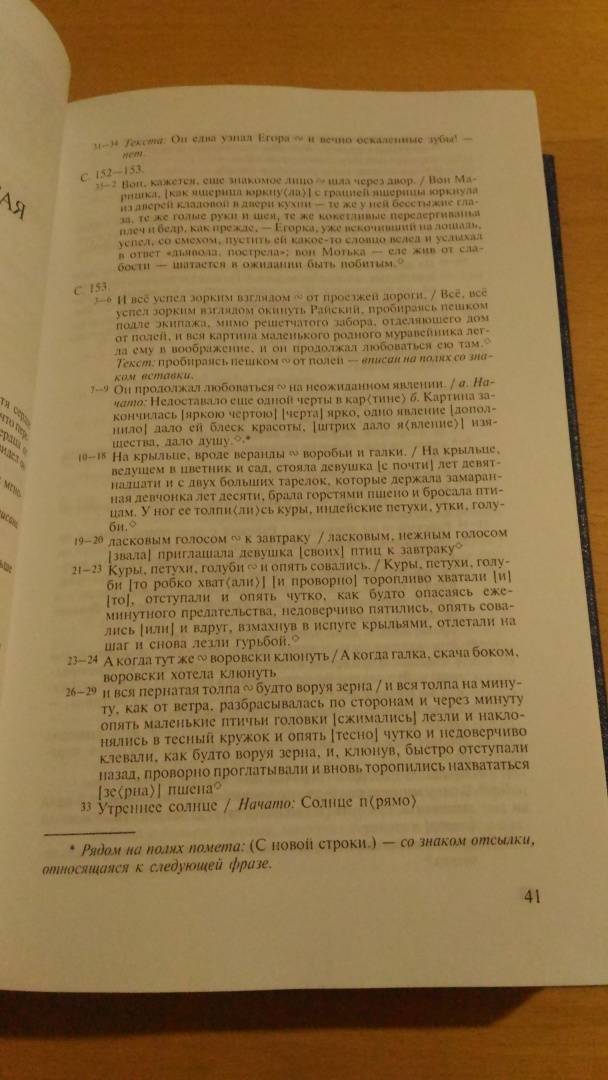 31–34 Текста: Он едва узнал Егора ∾ и вечно оскаленные зубы! —
нет.
С. 152—153.
35–2 Вон, кажется, еще знакомое лицо ∾ шла через двор. / Вон Ма-
ришка, [как ящерица юркну⟨ла⟩] с грацией ящерицы юркнула
из дверей кладовой в двери кухни — те же у ней бесстыжие гла-
за, те же голые руки и шея, те же кокетливые передергиванья
плеч и бедр, как прежде, — Егорка, уже вскочивший на лошадь,
успел, со смехом, пустить ей какое-то словцо вслед и услыхал
в ответ «дьявола, пострела»; вон Мотька — еле жив от сла-
бости — шатается в ожидании быть побитым.◇
С. 153.
3–6 И всё успел зорким взглядом ∾ от проезжей дороги. / Всё, всё
успел зорким взглядом окинуть Райский, пробираясь пешком
подле экипажа, мимо решетчатого забора, отделяющего дом
от полей, и вся картина маленького родного муравейника лег-
ла ему в воображение, и он продолжал любоваться ею там.◇
Текст: пробираясь пешком ∾ от полей — вписан на полях со зна-
ком вставки.
7–9 Он продолжал любоваться ∾ на неожиданном явлении. / а. На-
чато: Недоставало еще одной черты в кар⟨тине⟩ б. Картина за-
кончилась [яркою чертою] [черта] ярко, одно явление [допол-
нило] дало ей блеск красоты, [штрих дало я⟨вление⟩] изя-
щества, дало душу.◇*
10–18 На крыльце, вроде веранды ∾ воробьи и галки. / На крыльце,
ведущем в цветник и сад, стояла девушка [с почти] лет девят-
надцати и с двух больших тарелок, которые держала замаран-
ная девчонка лет десяти, брала горстями пшено и бросала пти-
цам. У ног ее толпи⟨ли⟩сь куры, индейские петухи, утки, голу-
би.◇
19–20 ласковым голосом ∾ к завтраку / ласковым, нежным голосом
[звала] приглашала девушка [своих] птиц к завтраку◇
21–23 Куры, петухи, голуби ∾ и опять совались. / Куры, петухи, голу-
би [то робко хват⟨али⟩] [и проворно] торопливо хватали [и]
[то], отступали и опять чутко, как будто опасаясь еже-
минутного предательства, недоверчиво пятились, опять сова-
лись [или] и вдруг, взмахнув в испуге крыльями, отлетали на
шаг и снова лезли гурьбой.◇
23–24 А когда тут же ∾ воровски клюнуть / А когда галка, скача боком,
воровски хотела клюнуть
26–29 и вся пернатая толпа ∾ будто воруя зерна / и вся толпа на мину-
ту, как от ветра, разбрасывалась по сторонам и через минуту
опять маленькие птичьи головки [сжимались] лезли и накло-
нялись в тесный кружок и опять [тесно] чутко и недоверчиво
клевали, как будто воруя зерна, и, клюнув, быстро отступали
назад, проворно проглатывали и вновь торопились нахвататься
[зе⟨рна⟩] пшена◇
33 Утреннее солнце / Начато: Солнце п⟨рямо⟩
* Рядом на полях помета: (С новой строки.) — со знаком отсылки,
относящаяся к следующей фразе.
41